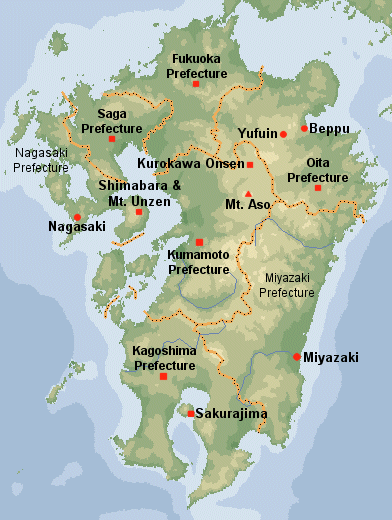 Fukuoka
Prefecture
Saga
Prefecture
Yufuin
Beppu
Nagasaki
Prefecture
Kurokawa Onsen
Oita
Prefecture
Shimabara &
Mt. Unzen
Mt. Aso
Nagasaki
Kumamoto
Prefecture
Miyazaki
Prefecture
Kagoshima
Prefecture
Miyazaki
Sakurajima